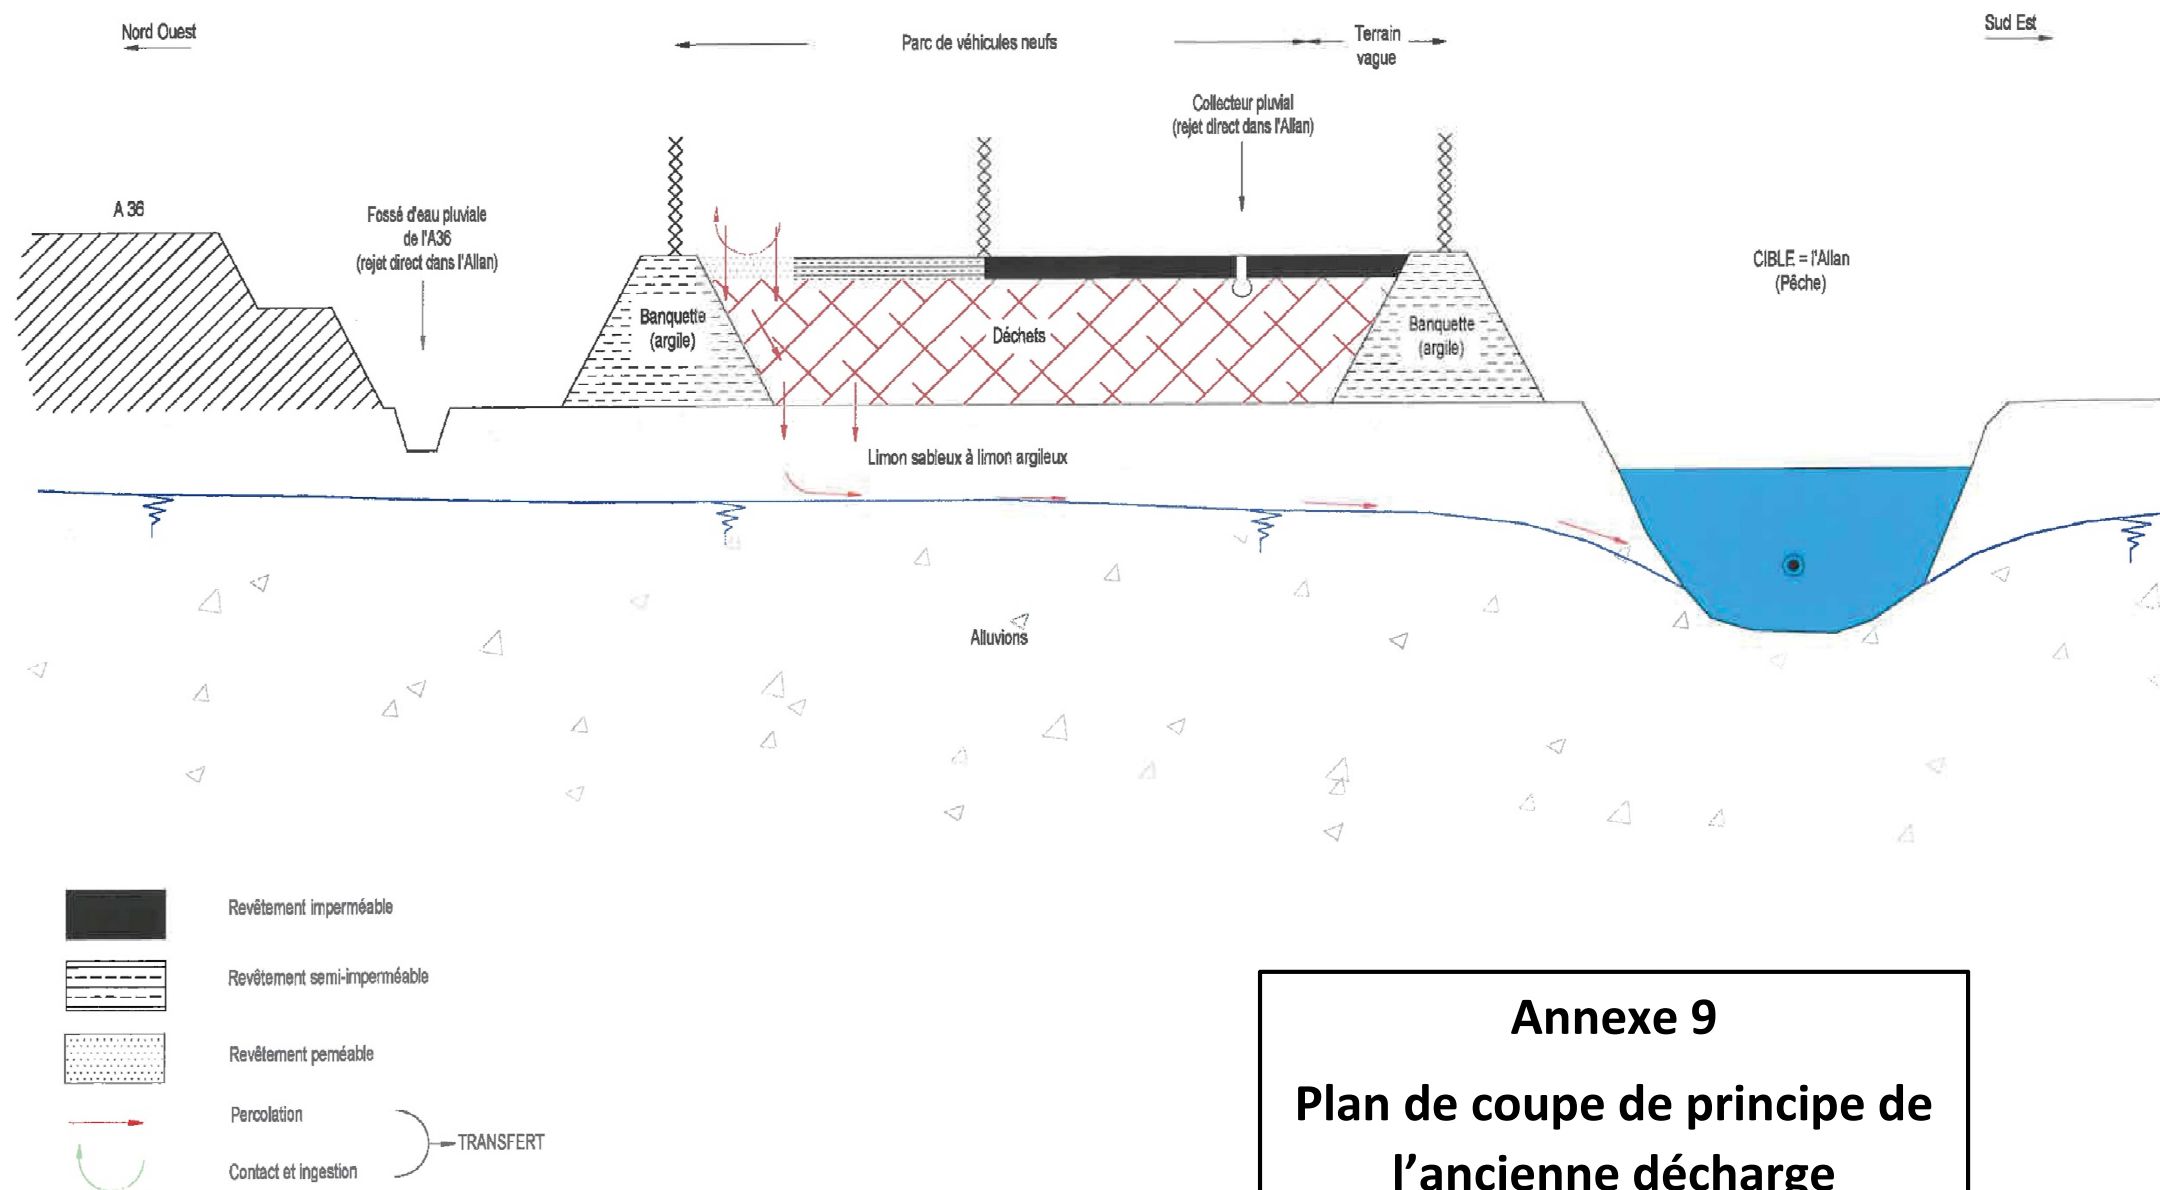 Nord Ouest
Parc de véhicules neufs
Terrain
vague
Sud Est
Collecteur pluvial
(rejet direct dans l'Allan)
A 36
Fossé d'eau pluviale
de l'A36
(rejet direct dans l'Allan)
CIBLE = l'Allan
(Pêche)
Banquette
(argile)
Déchets
Banquette
(argile)
Limon sableux à limon argileux
Alluvions
Revêtement imperméable
Revêtement semi-imperméable
Revêtement peméable
Percolation
TRANSFERT
Contact et ingestion
Annexe 9
Plan de coupe de principe de
l'ancienne décharge